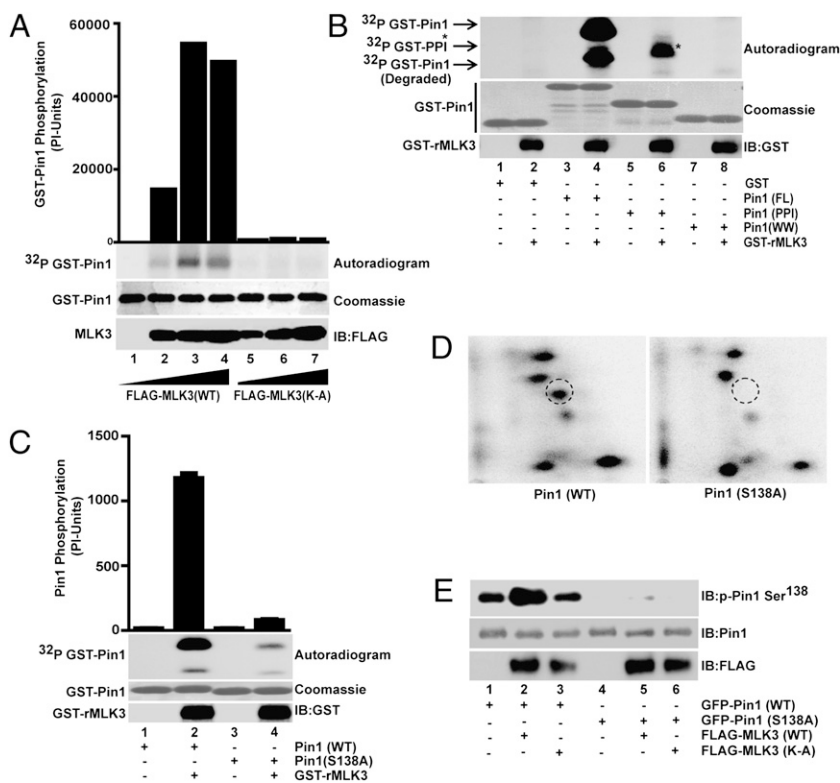 A
GST-Pin1 Phosphorylation
(PI-Units)
60000
40000
20000
0
32P GST-Pin1
Autoradiogram
GST-Pin1
Coomassie
MLK3
IB:FLAG
1 2 3 4 5 6 7
FLAG-MLK3(WT) FLAG-MLK3(K-A)
B
32P GST-Pin1
*
32P GST-PPI
32P GST-Pin1
(Degraded)
*
Autoradiogram
GST-Pin1
Coomassie
GST-rMLK3
IB:GST
1 2 3 4 5 6 7 8
+ + - - - - - - GST
- - + + - - - - Pin1 (FL)
- - - - + + - - Pin1 (PPI)
- - - - - - + + Pin1(WW)
- + - + - + - + GST-rMLK3
C
Pin1 Phosphorylation
(PI-Units)
1500
1000
500
0
32P GST-Pin1
Autoradiogram
GST-Pin1
Coomassie
GST-rMLK3
IB:GST
1 2 3 4
+ + - - Pin1 (WT)
- - + + Pin1(S138A)
- + - + GST-rMLK3
D
Pin1 (WT)
Pin1 (S138A)
E
IB:p-Pin1 Ser138
IB:Pin1
IB:FLAG
1 2 3 4 5 6
+ + + - - - GFP-Pin1 (WT)
- - - + + + GFP-Pin1 (S138A)
- + - - + - FLAG-MLK3 (WT)
- - + - - + FLAG-MLK3 (K-A)